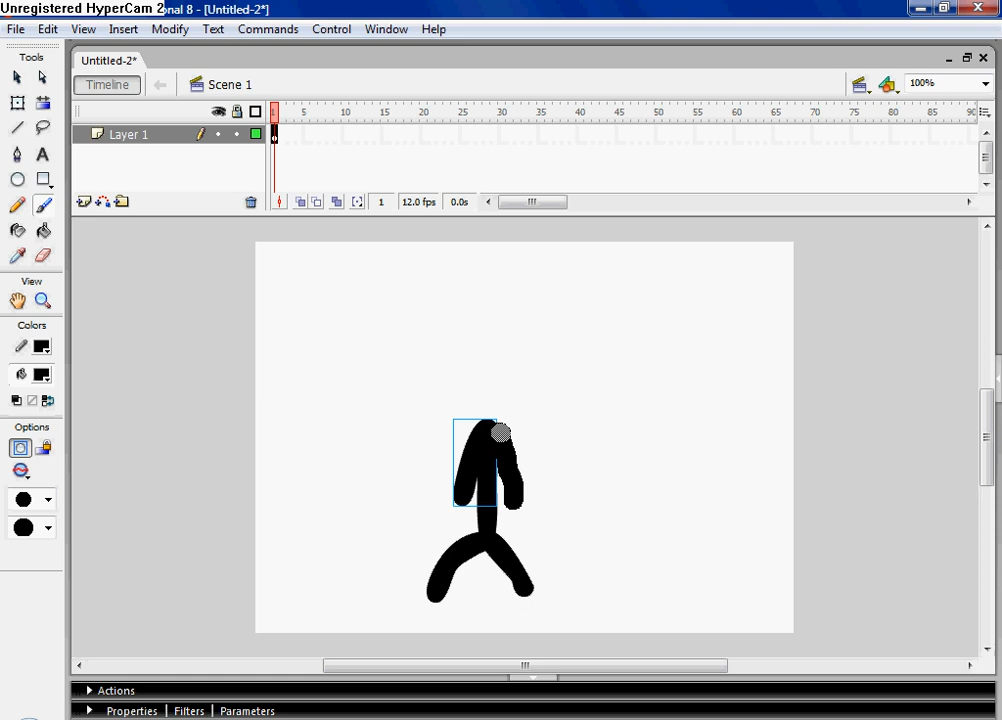 Unregistered HyperCam 2onal 8 - [Untitled-2*]
File Edit View Insert Modify Text Commands Control Window Help
Tools
Untitled-2*
Timeline
Scene 1
100%
1 5 10 15 20 25 30 35 40 45 50 55 60 65 70 75 80 85 90
Layer 1
A
1 12.0 fps 0.0s
View
Colors
Options
Actions
Properties Filters Parameters